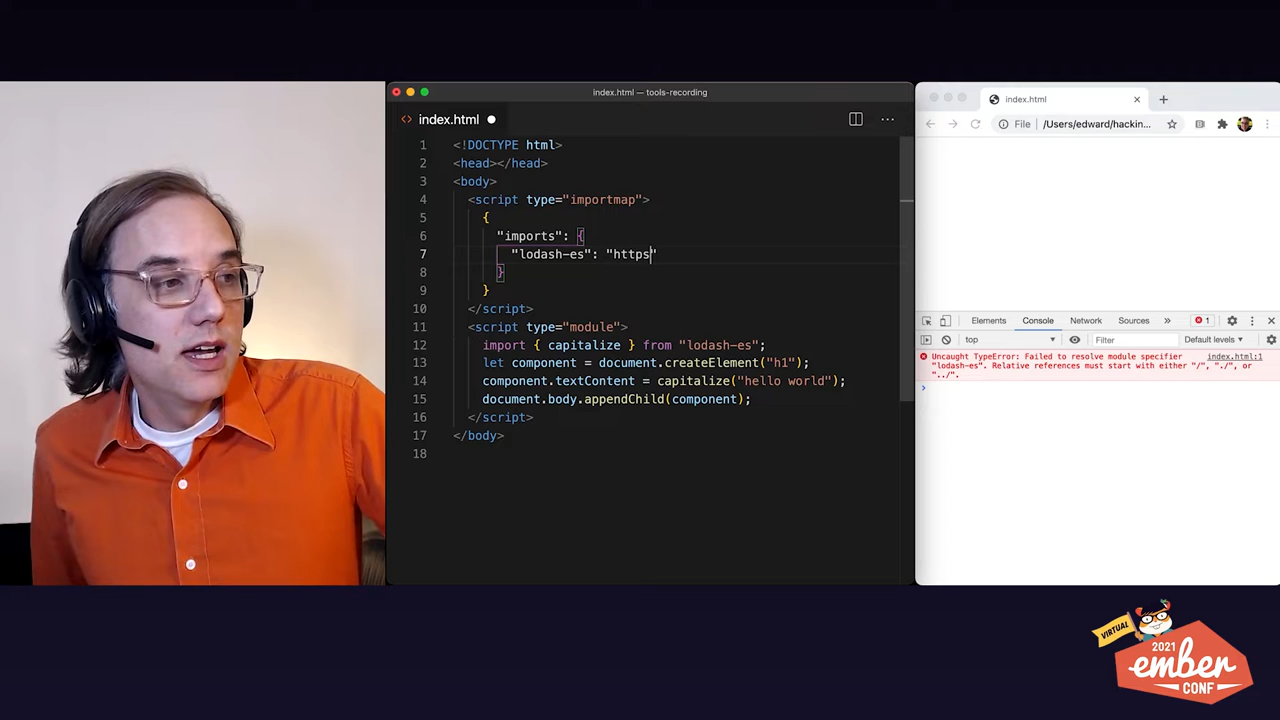 index.html — tools-recording
index.html
1 <!DOCTYPE html>
2 <head></head>
3 <body>
4 <script type="importmap">
5 {
6 "imports": {
7 "lodash-es": "https"
8 }
9 }
10 </script>
11 <script type="module">
12 import { capitalize } from "lodash-es";
13 let component = document.createElement("h1");
14 component.textContent = capitalize("hello world");
15 document.body.appendChild(component);
16 </script>
17 </body>
18
index.html
File /Users/edward/hackin...
Elements Console Network Sources » 1
top Filter Default levels
Uncaught TypeError: Failed to resolve module specifier index.html:1
"lodash-es". Relative references must start with either "/", "./", or
"../".
VIRTUAL
2021
ember
CONF